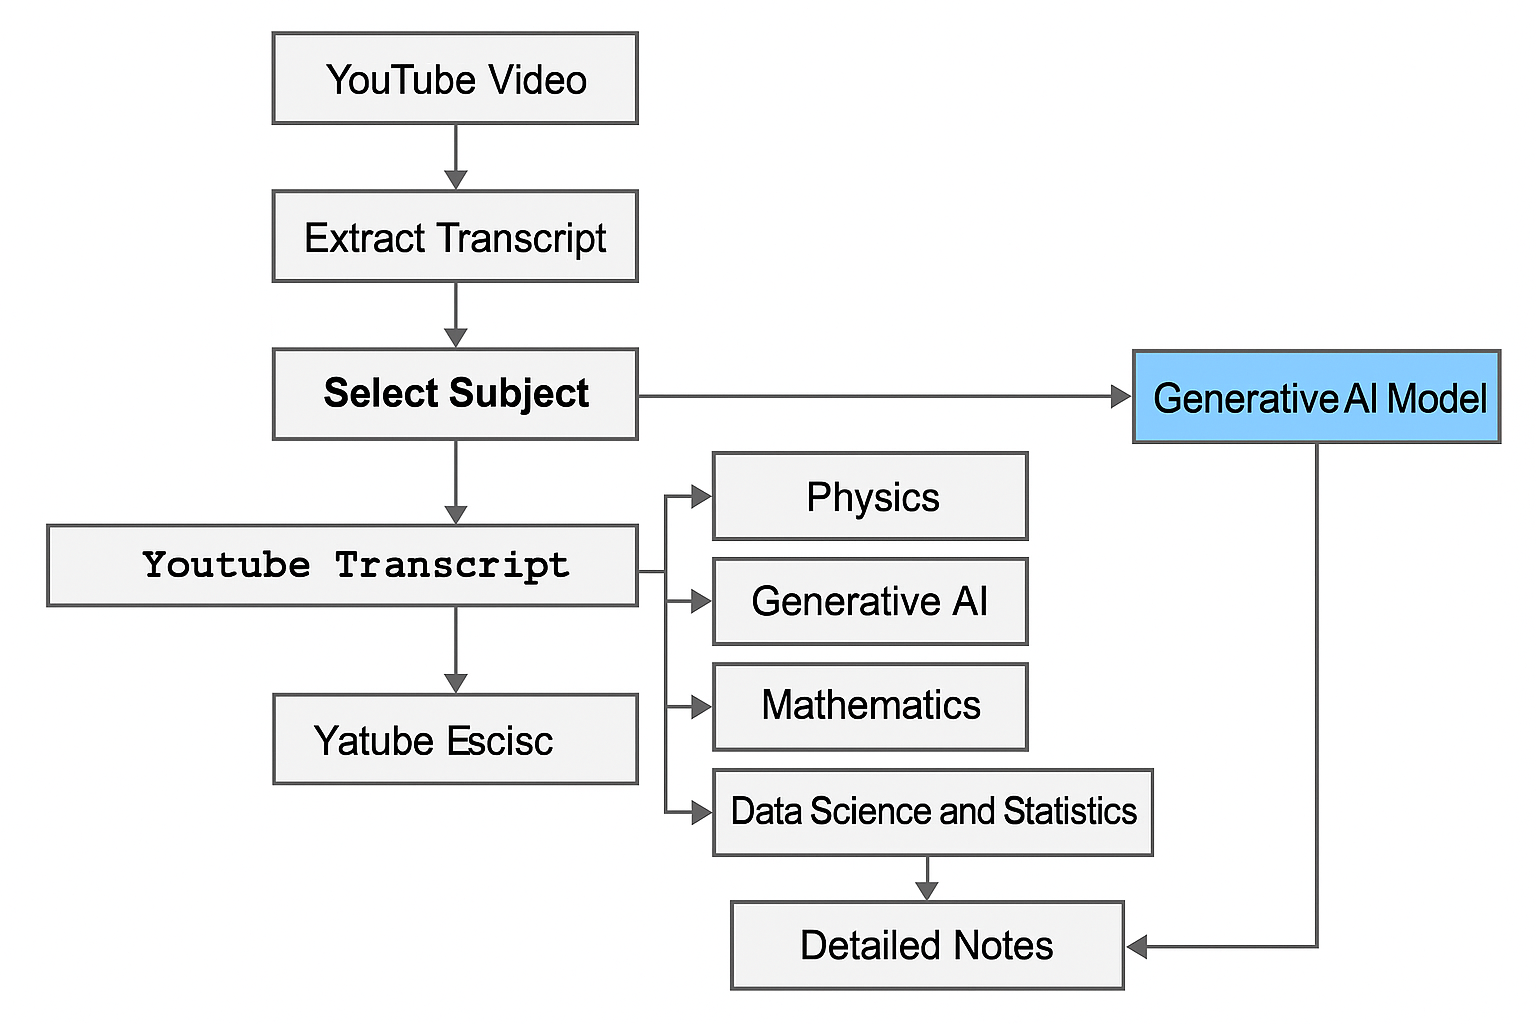 YouTube Video
Extract Transcript
Select Subject
Generative AI Model
Physics
Youtube Transcript
Generative AI
Mathematics
Yatube Escisc
Data Science and Statistics
Detailed Notes